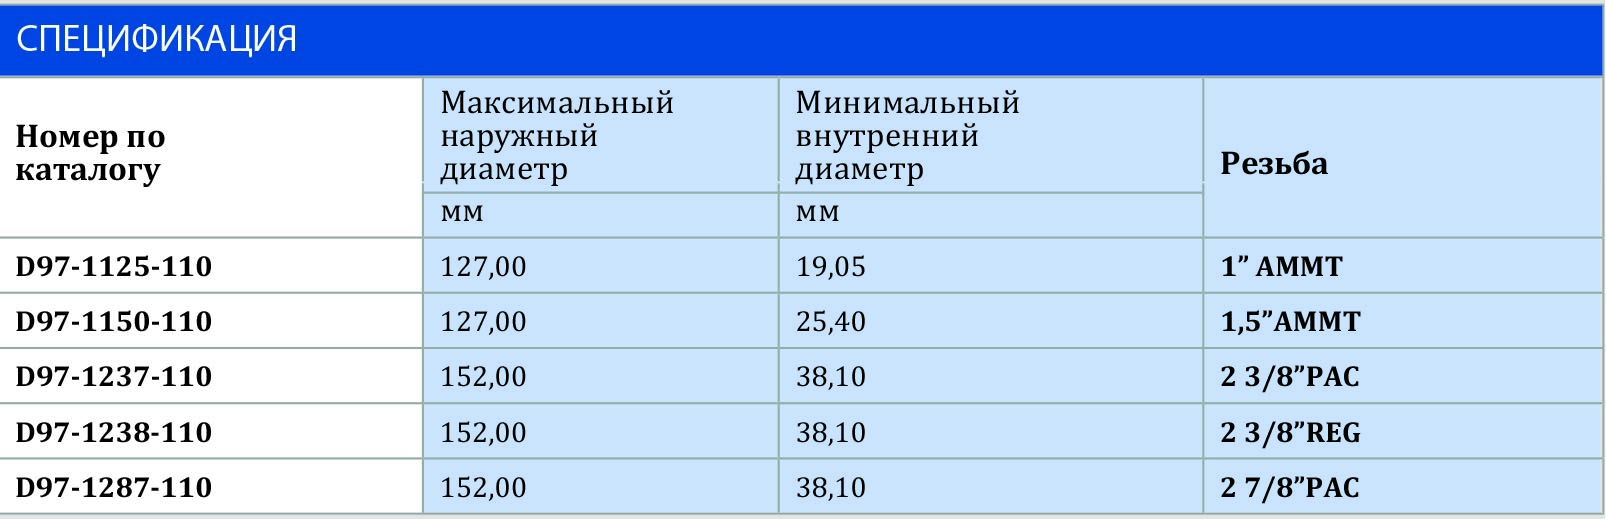 СПЕЦИФИКАЦИЯ
Номер по
каталогу
Максимальный
наружный
диаметр
Минимальный
внутренний
диаметр
Резьба
мм
мм
D97-1125-110 127,00 19,05 1” AMMT
D97-1150-110 127,00 25,40 1,5”AMMT
D97-1237-110 152,00 38,10 2 3/8”PAC
D97-1238-110 152,00 38,10 2 3/8”REG
D97-1287-110 152,00 38,10 2 7/8”PAC